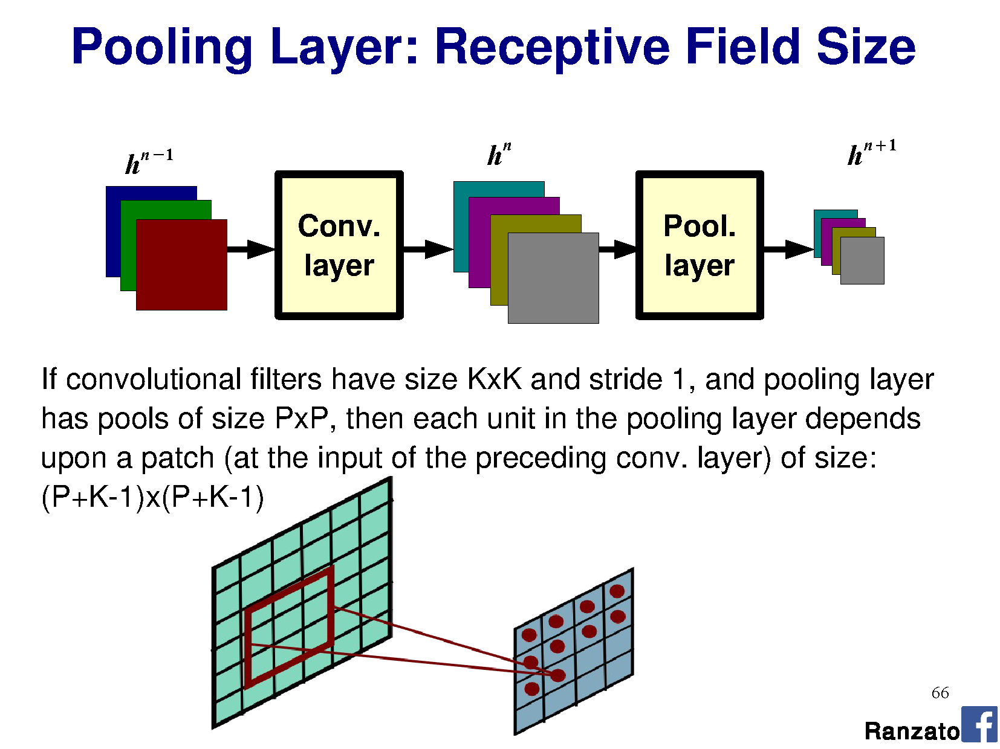 Pooling Layer: Receptive Field Size
h^{n−1}
h^n
h^{n+1}
Conv.
layer
Pool.
layer
If convolutional filters have size KxK and stride 1, and pooling layer
has pools of size PxP, then each unit in the pooling layer depends
upon a patch (at the input of the preceding conv. layer) of size:
(P+K-1)x(P+K-1)
66
Ranzato f